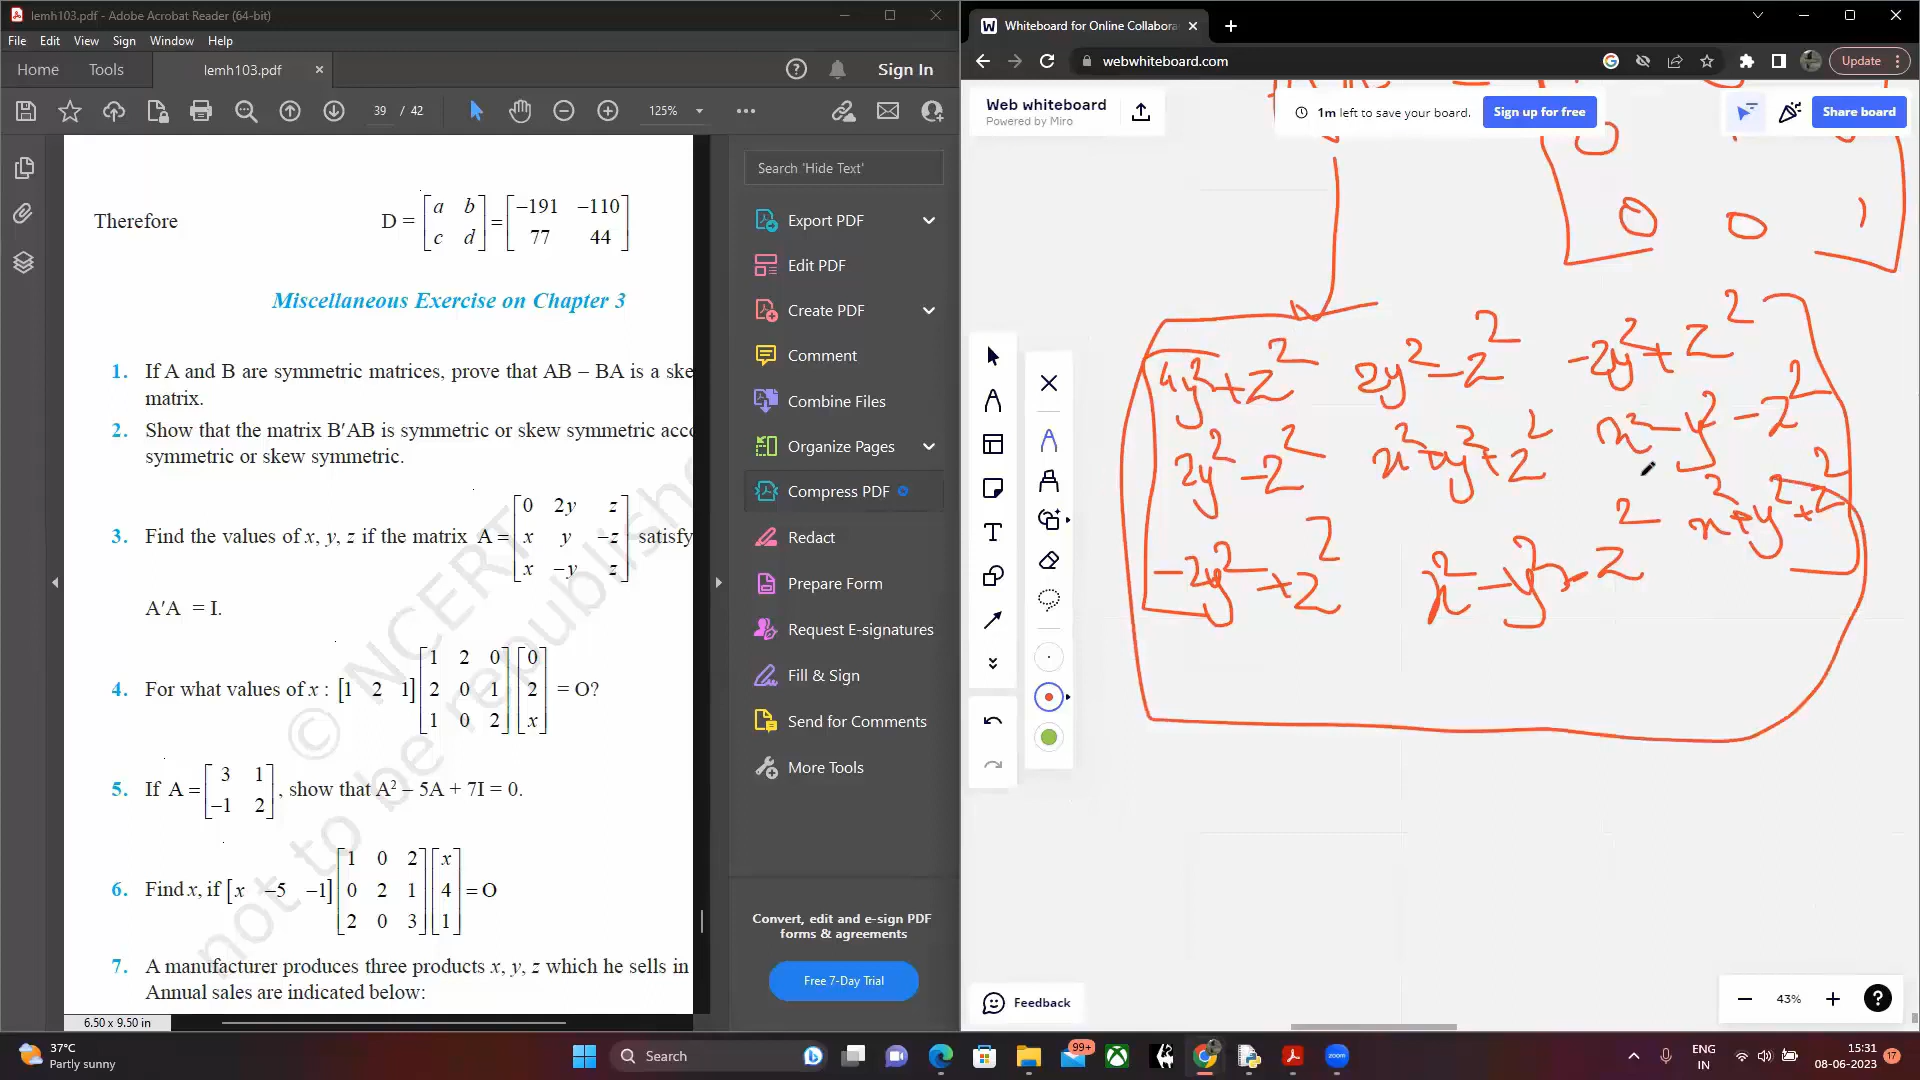 lemh103.pdf - Adobe Acrobat Reader (64-bit)
File Edit View Sign Window Help
Home Tools lemh103.pdf × Sign In
39 / 42 125%
Therefore D = [a b; c d] = [−191 −110; 77 44]
Miscellaneous Exercise on Chapter 3
1. If A and B are symmetric matrices, prove that AB – BA is a ske
matrix.
2. Show that the matrix B′AB is symmetric or skew symmetric acco
symmetric or skew symmetric.
3. Find the values of x, y, z if the matrix A = [0 2y z; x y −z; x −y z] satisfy
A′A = I.
4. For what values of x : [1 2 1] [1 2 0; 2 0 1; 1 0 2] [0; 2; x] = O?
5. If A = [3 1; −1 2], show that A² – 5A + 7I = 0.
6. Find x, if [x −5 −1] [1 0 2; 0 2 1; 2 0 3] [x; 4; 1] = O
7. A manufacturer produces three products x, y, z which he sells in
Annual sales are indicated below:
© NCERT
not to be republished
6.50 x 9.50 in
Search 'Hide Text'
Export PDF
Edit PDF
Create PDF
Comment
Combine Files
Organize Pages
Compress PDF
Redact
Prepare Form
Request E-signatures
Fill & Sign
Send for Comments
More Tools
Convert, edit and e-sign PDF
forms & agreements
Free 7-Day Trial
Whiteboard for Online Collabora
webwhiteboard.com
Update
Web whiteboard
Powered by Miro
1m left to save your board. Sign up for free
Share board
0 0 1
4y²+z² 2y²−z² −2y²+z²
2y²−z² x²+y²+z² x²−y²−z²
−2y²+z² x²−y²−z² x²+y²+z²
Feedback
43%
37°C
Partly sunny
Search
99+
zoom
ENG
IN
15:31
08-06-2023
17